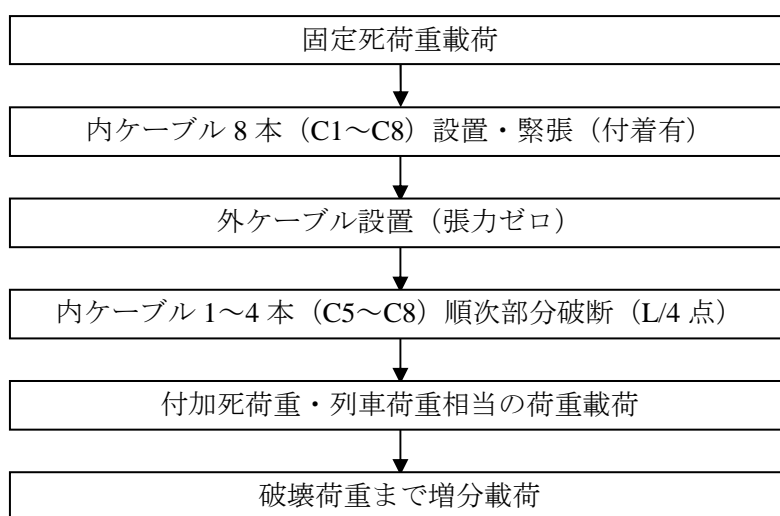 固定死荷重載荷
内ケーブル 8 本（C1～C8）設置・緊張（付着有）
外ケーブル設置（張力ゼロ）
内ケーブル 1～4 本（C5～C8）順次部分破断（L/4 点）
付加死荷重・列車荷重相当の荷重載荷
破壊荷重まで増分載荷